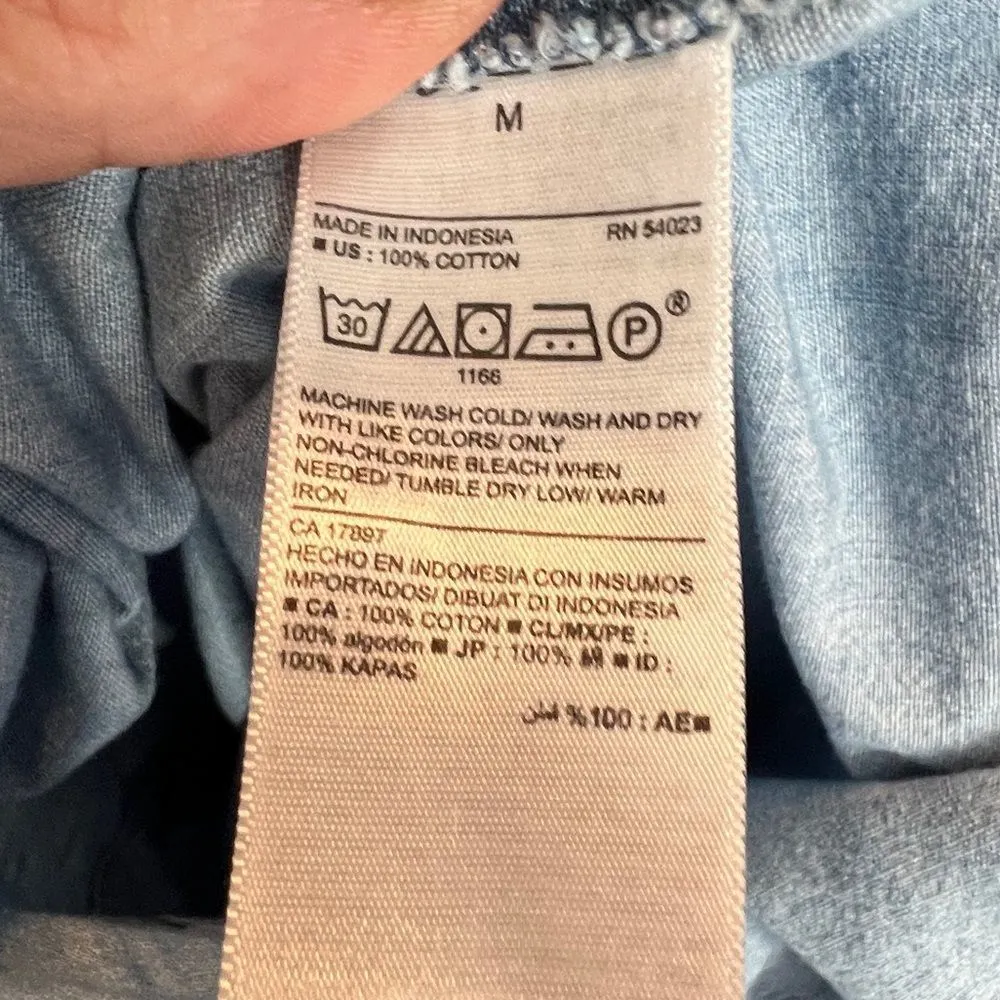 M
MADE IN INDONESIA RN 54023
■ US : 100% COTTON
30 P ®
1166
MACHINE WASH COLD/ WASH AND DRY
WITH LIKE COLORS/ ONLY
NON-CHLORINE BLEACH WHEN
NEEDED/ TUMBLE DRY LOW/ WARM
IRON
CA 17897
HECHO EN INDONESIA CON INSUMOS
IMPORTADOS/ DIBUAT DI INDONESIA
■ CA : 100% COTON ■ CL/MX/PE :
100% algodón ■ JP : 100% 綿 ■ ID :
100% KAPAS
■AE : 100% قطن